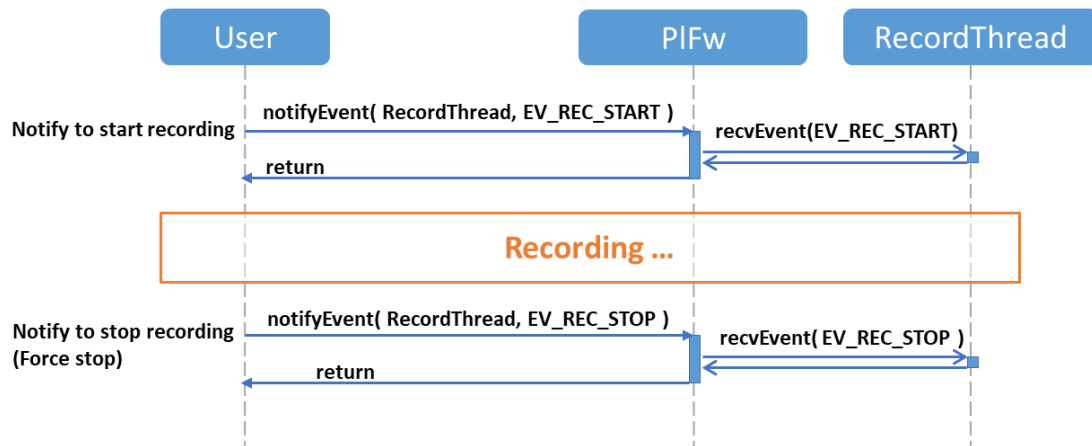 User
PlFw
RecordThread
notifyEvent( RecordThread, EV_REC_START )
Notify to start recording
recvEvent(EV_REC_START)
return
Recording ...
notifyEvent( RecordThread, EV_REC_STOP )
Notify to stop recording
(Force stop)
recvEvent( EV_REC_STOP )
return